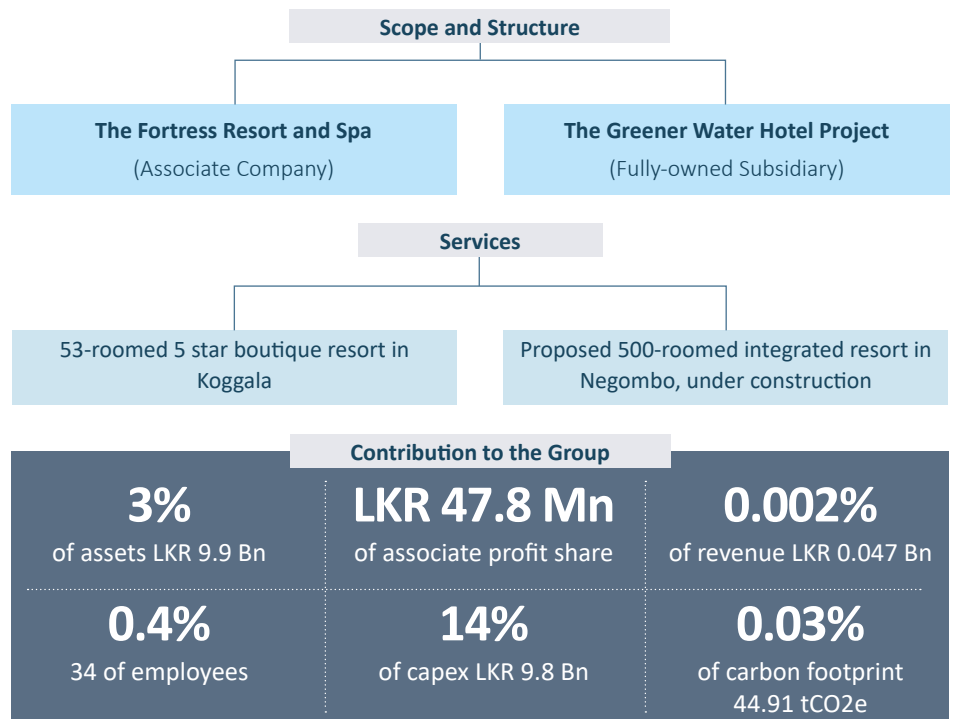 Scope and Structure
The Fortress Resort and Spa
(Associate Company)
The Greener Water Hotel Project
(Fully-owned Subsidiary)
Services
53-roomed 5 star boutique resort in
Koggala
Proposed 500-roomed integrated resort in
Negombo, under construction
Contribution to the Group
3%
of assets LKR 9.9 Bn
LKR 47.8 Mn
of associate profit share
0.002%
of revenue LKR 0.047 Bn
0.4%
34 of employees
14%
of capex LKR 9.8 Bn
0.03%
of carbon footprint
44.91 tCO2e